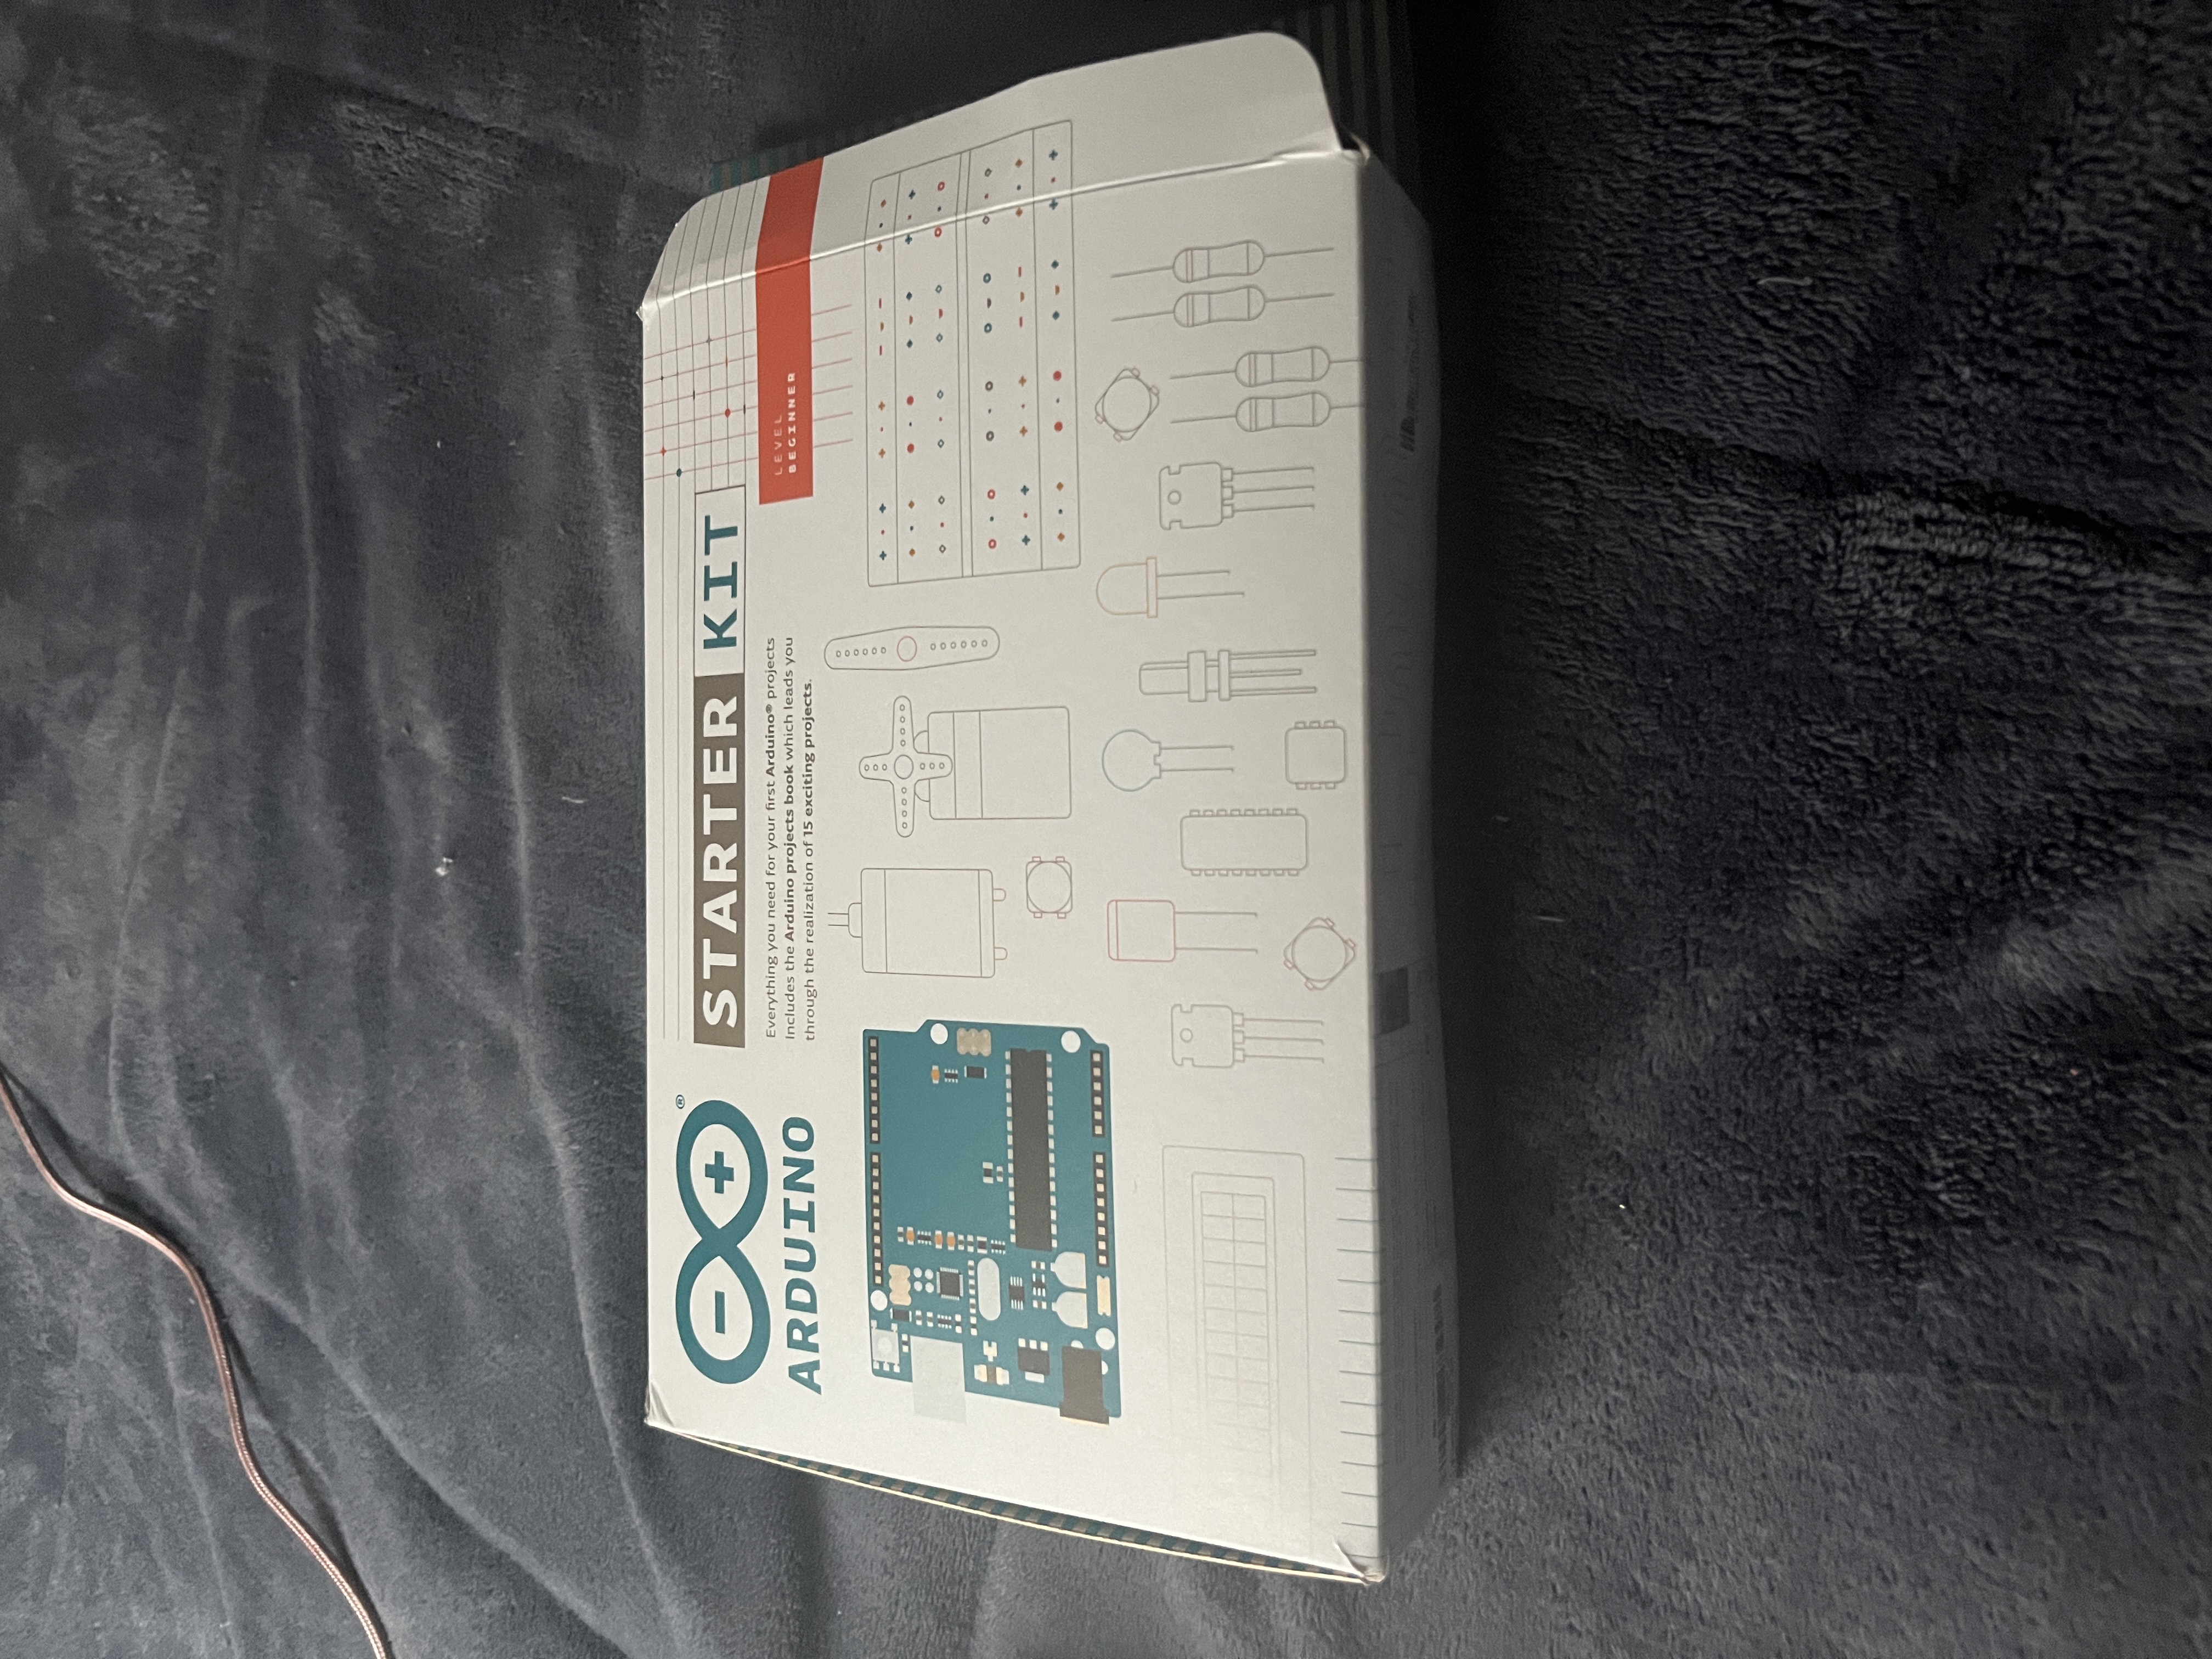 ®
ARDUINO
STARTER KIT
Everything you need for your first Arduino® projects
Includes the Arduino projects book which leads you
through the realization of 15 exciting projects.
LEVEL
BEGINNER